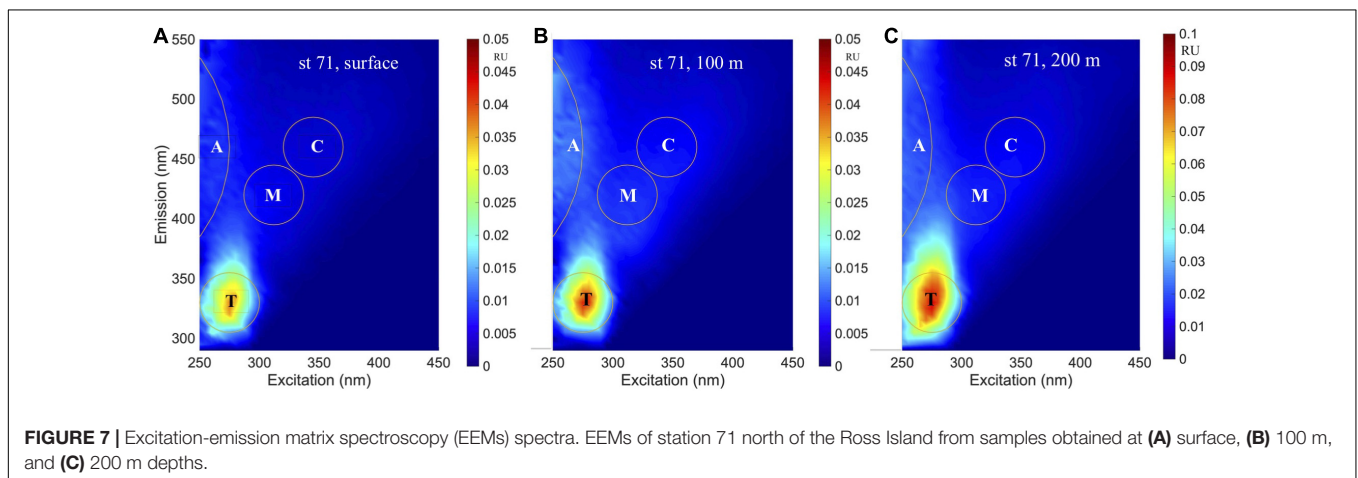 A
B
C
st 71, surface
st 71, 100 m
st 71, 200 m
550
500
450
400
350
300
Emission (nm)
A
C
M
T
250
300
350
400
450
Excitation (nm)
0.05
RU
0.045
0.04
0.035
0.03
0.025
0.02
0.015
0.01
0.005
0
A
C
M
T
250
300
350
400
450
Excitation (nm)
0.05
RU
0.045
0.04
0.035
0.03
0.025
0.02
0.015
0.01
0.005
0
A
C
M
T
250
300
350
400
450
Excitation (nm)
0.1
RU
0.09
0.08
0.07
0.06
0.05
0.04
0.03
0.02
0.01
0
FIGURE 7 | Excitation-emission matrix spectroscopy (EEMs) spectra. EEMs of station 71 north of the Ross Island from samples obtained at (A) surface, (B) 100 m,
and (C) 200 m depths.